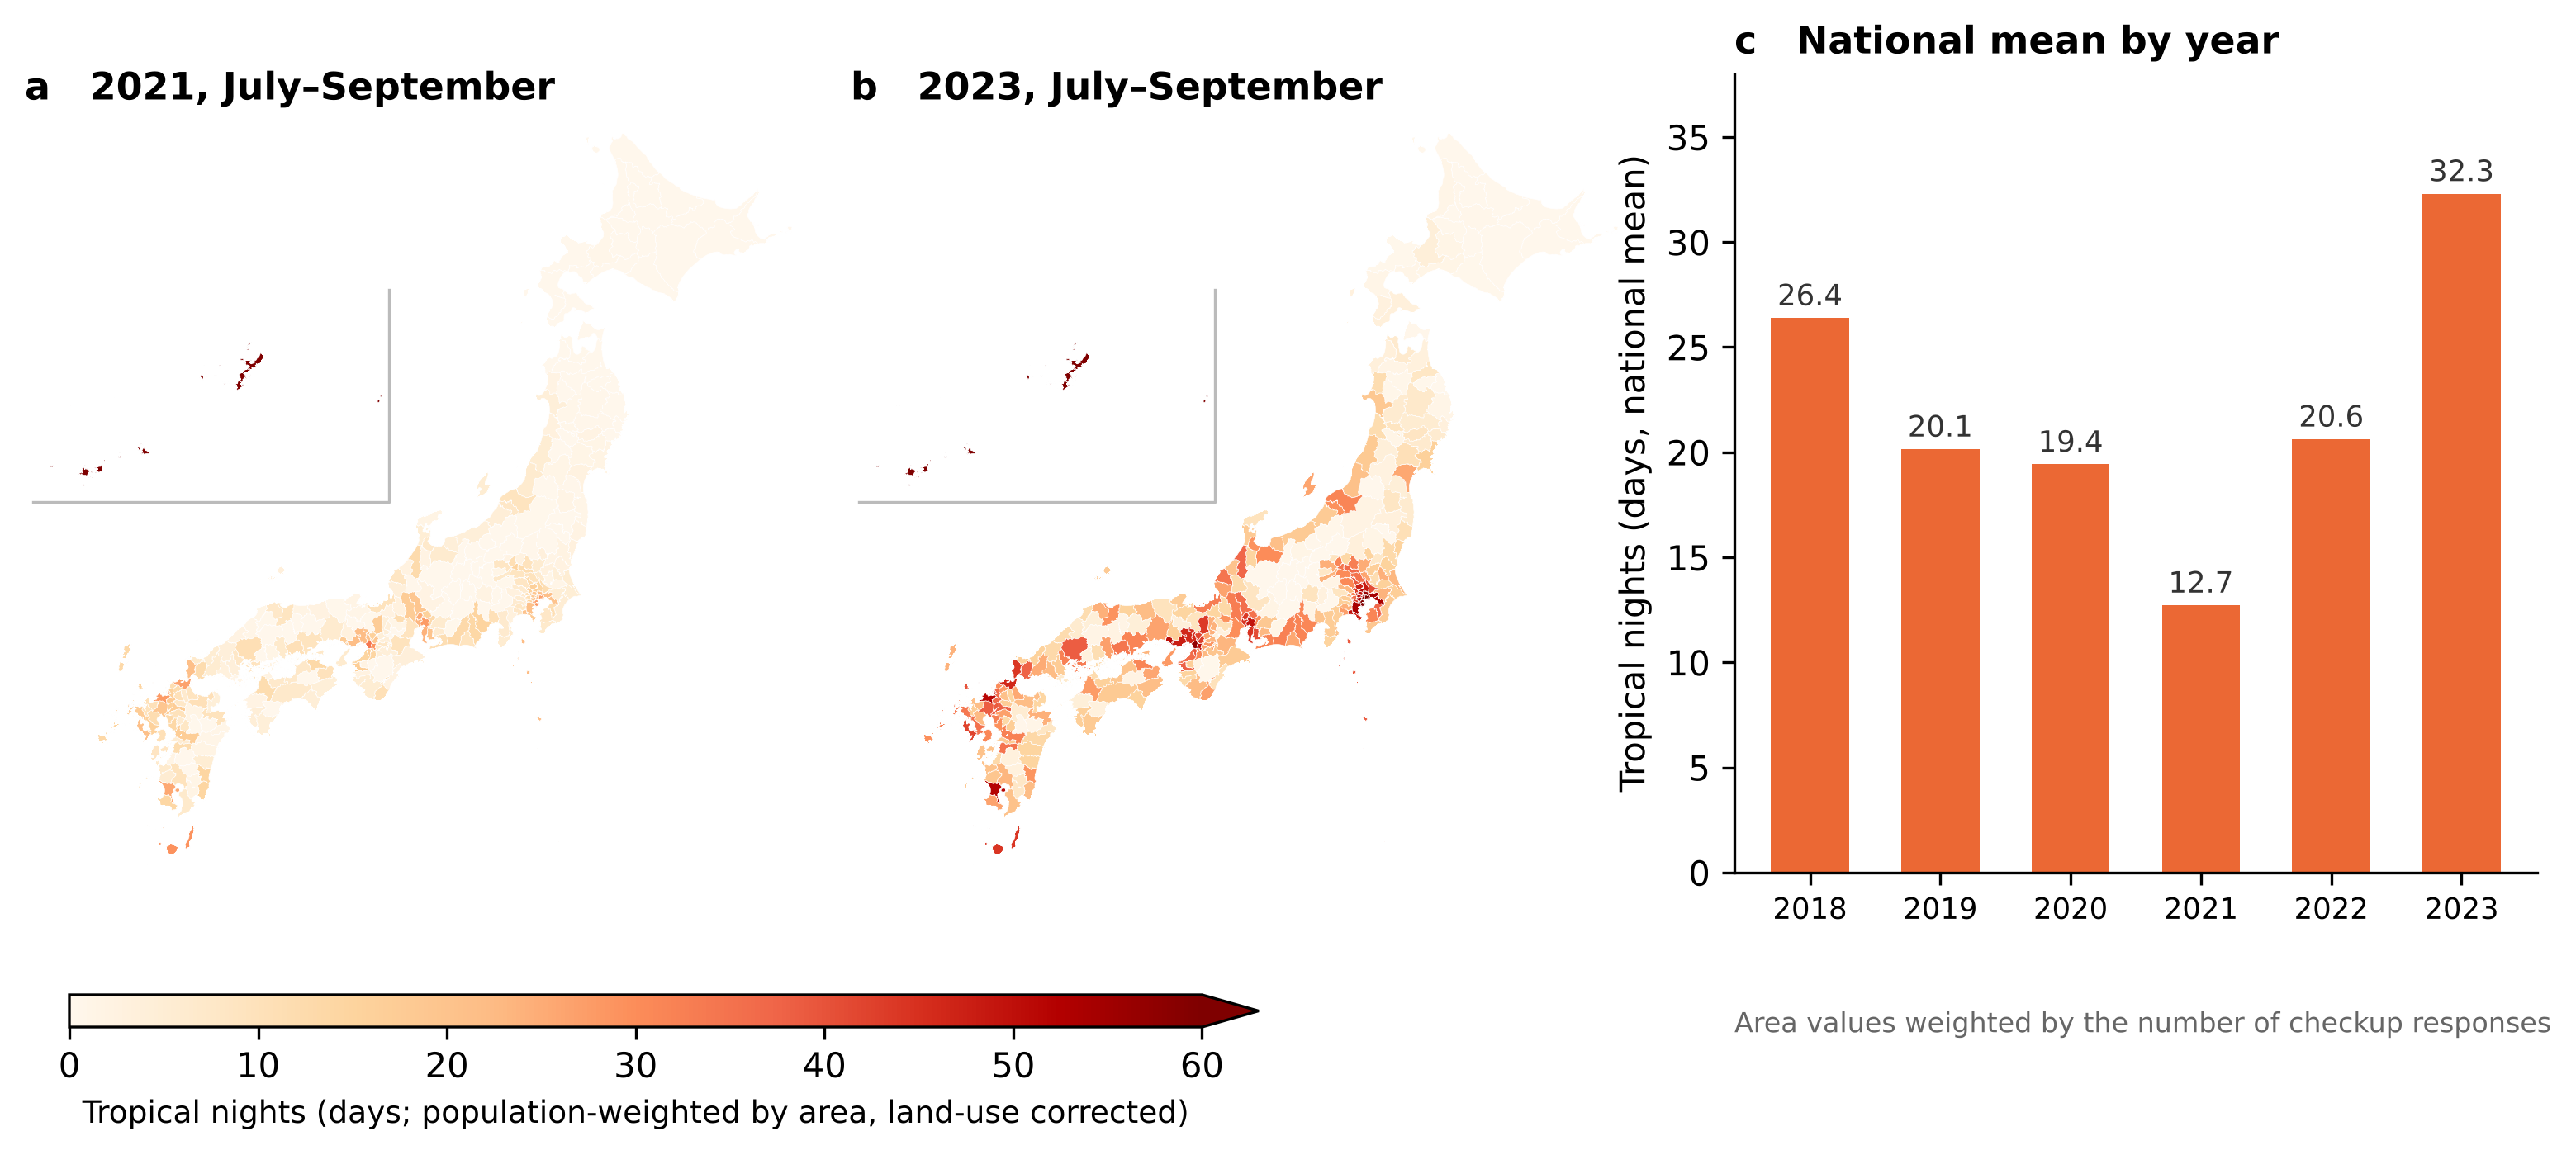 a 2021, July–September
b 2023, July–September
c National mean by year
Tropical nights (days, national mean)
35
30
25
20
15
10
5
0
26.4
20.1
19.4
12.7
20.6
32.3
2018 2019 2020 2021 2022 2023
0 10 20 30 40 50 60
Tropical nights (days; population-weighted by area, land-use corrected)
Area values weighted by the number of checkup responses